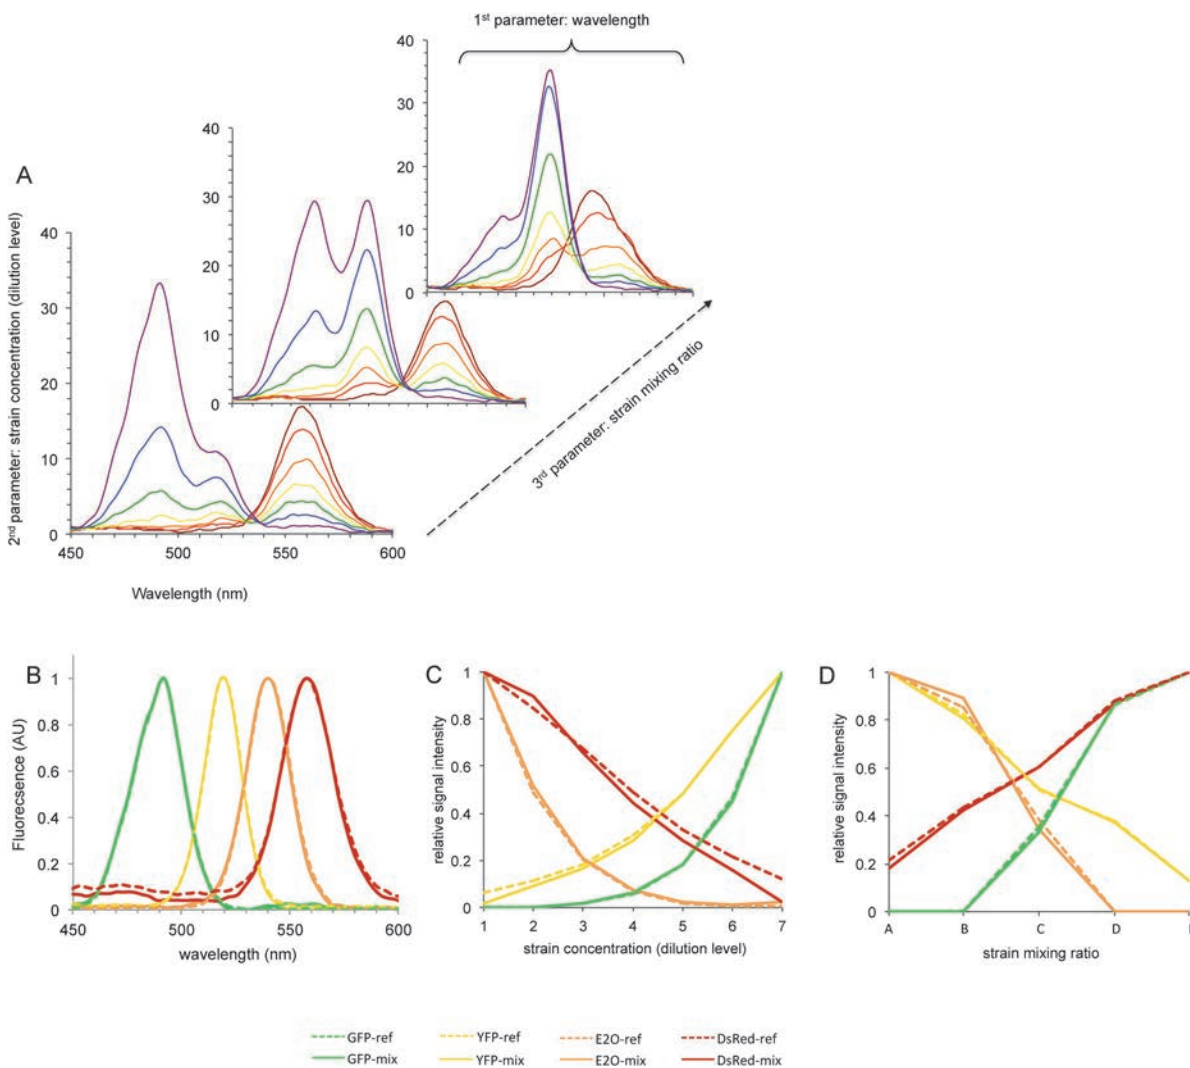 1st parameter: wavelength
40
30
20
10
0
40
30
20
10
0
A
2nd parameter: strain concentration (dilution level)
40
30
20
10
0
450 500 550 600
Wavelength (nm)
3rd parameter: strain mixing ratio
B
Fluorecsence (AU)
1
0.8
0.6
0.4
0.2
0
450 500 550 600
wavelength (nm)
C
relative signal intensity
1
0.8
0.6
0.4
0.2
0
1 2 3 4 5 6 7
strain concentration (dilution level)
D
relative signal intensity
1
0.8
0.6
0.4
0.2
0
A B C D
strain mixing ratio
GFP-ref YFP-ref E2O-ref DsRed-ref
GFP-mix YFP-mix E2O-mix DsRed-mix